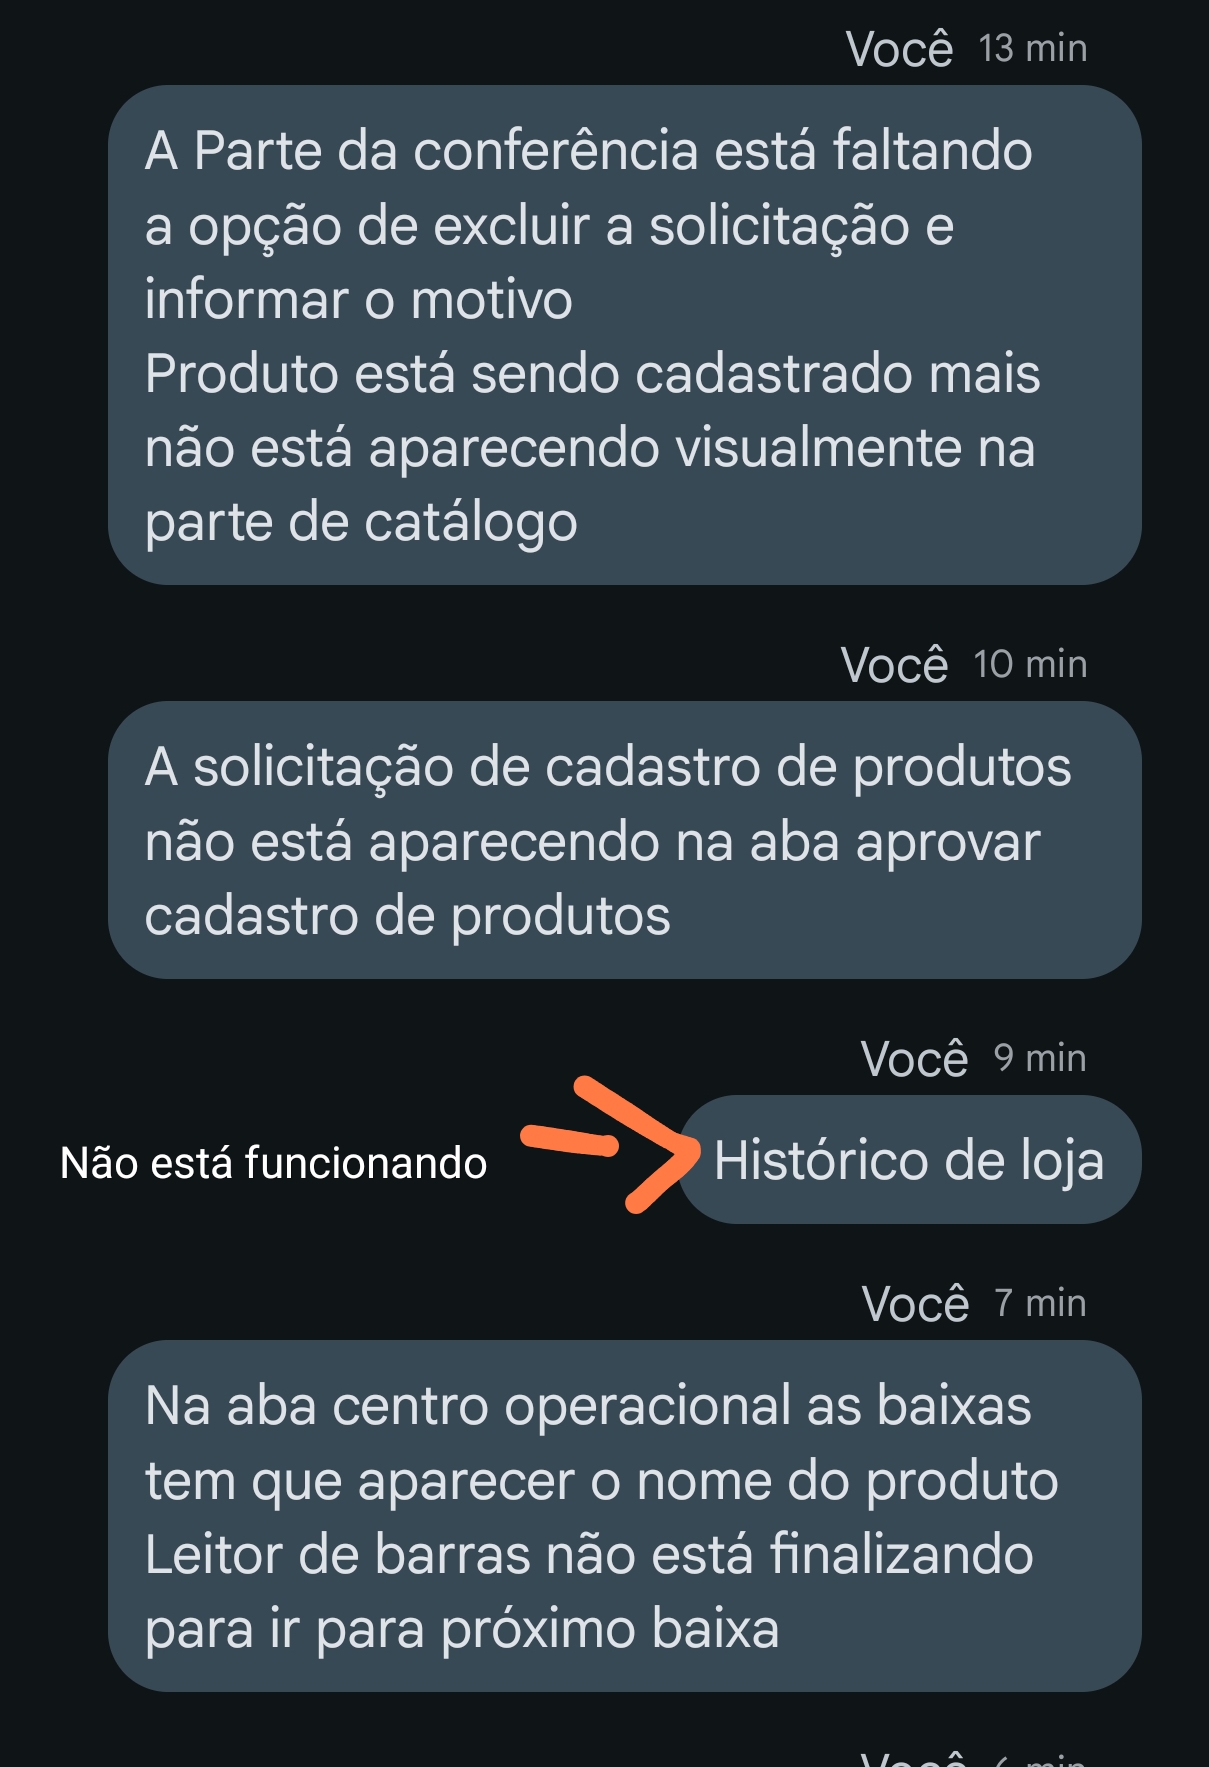 Você 13 min
A Parte da conferência está faltando
a opção de excluir a solicitação e
informar o motivo
Produto está sendo cadastrado mais
não está aparecendo visualmente na
parte de catálogo
Você 10 min
A solicitação de cadastro de produtos
não está aparecendo na aba aprovar
cadastro de produtos
Você 9 min
Não está funcionando
Histórico de loja
Você 7 min
Na aba centro operacional as baixas
tem que aparecer o nome do produto
Leitor de barras não está finalizando
para ir para próximo baixa
Você 6 min